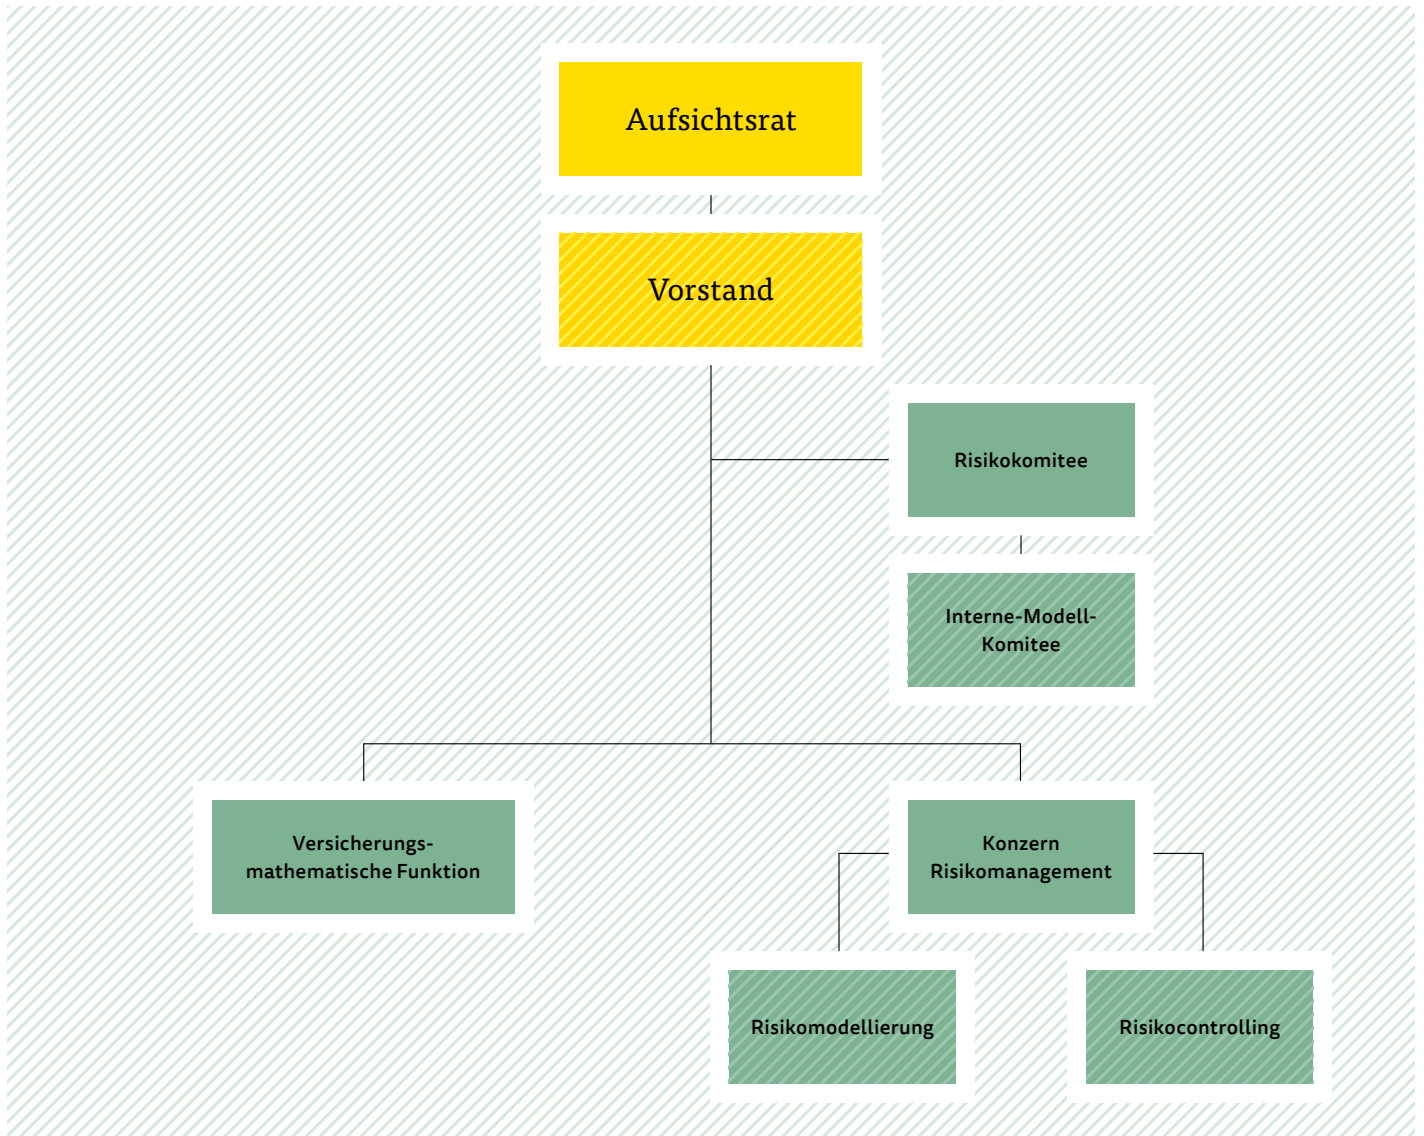 Aufsichtsrat
Vorstand
Risikokomitee
Interne-Modell-
Komitee
Versicherungs-
mathematische Funktion
Konzern
Risikomanagement
Risikomodellierung
Risikocontrolling